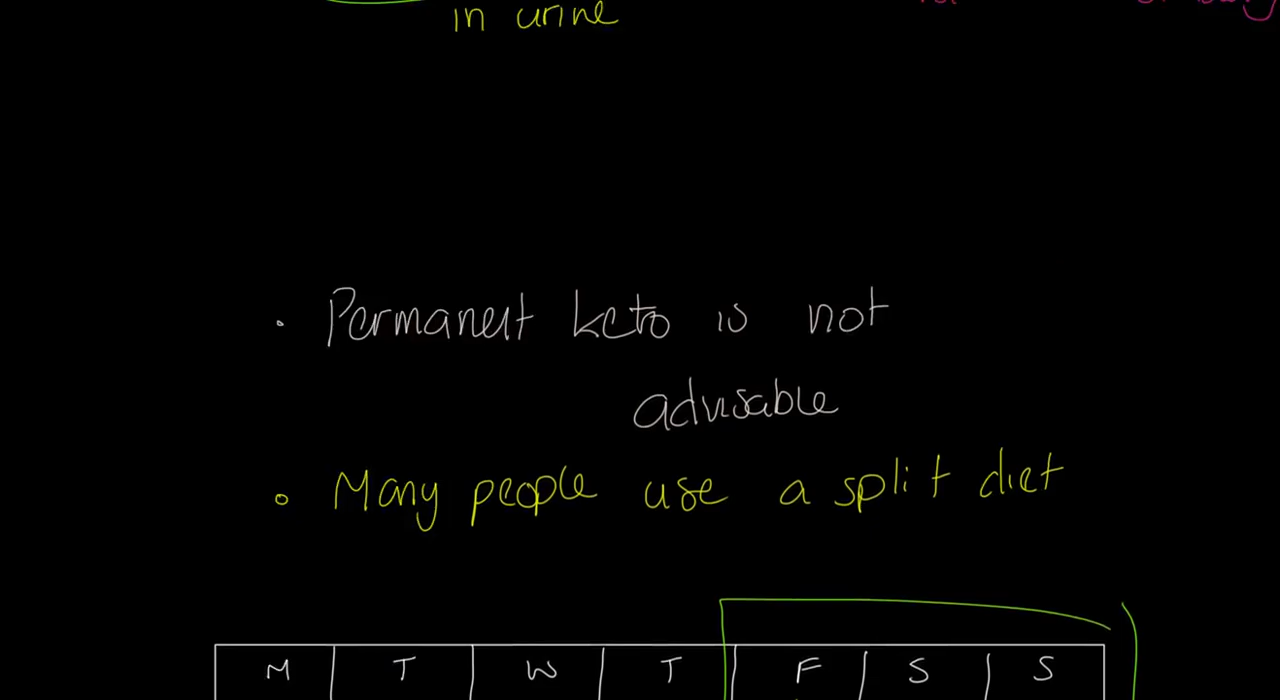 in urine
• Permanent keto is not
advisable
• Many people use a split diet
M T W T F S S